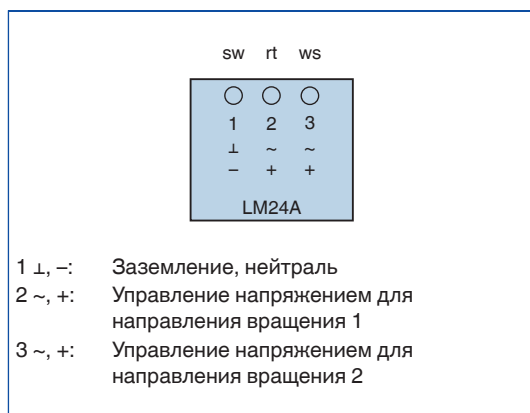 sw rt ws
1 2 3
⊥ ~ ~
– + +
LM24A
1 ⊥, –: Заземление, нейтраль
2 ~, +: Управление напряжением для
направления вращения 1
3 ~, +: Управление напряжением для
направления вращения 2